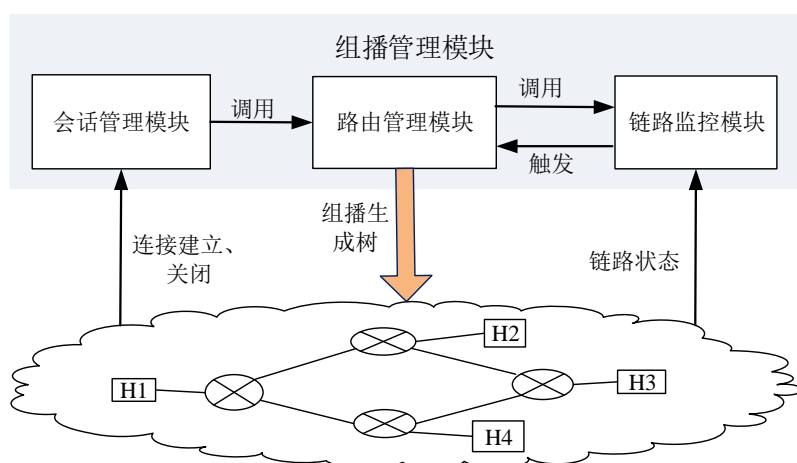 组播管理模块
会话管理模块
调用
路由管理模块
调用
触发
链路监控模块
连接建立、
关闭
组播生
成树
链路状态
H1
H2
H3
H4